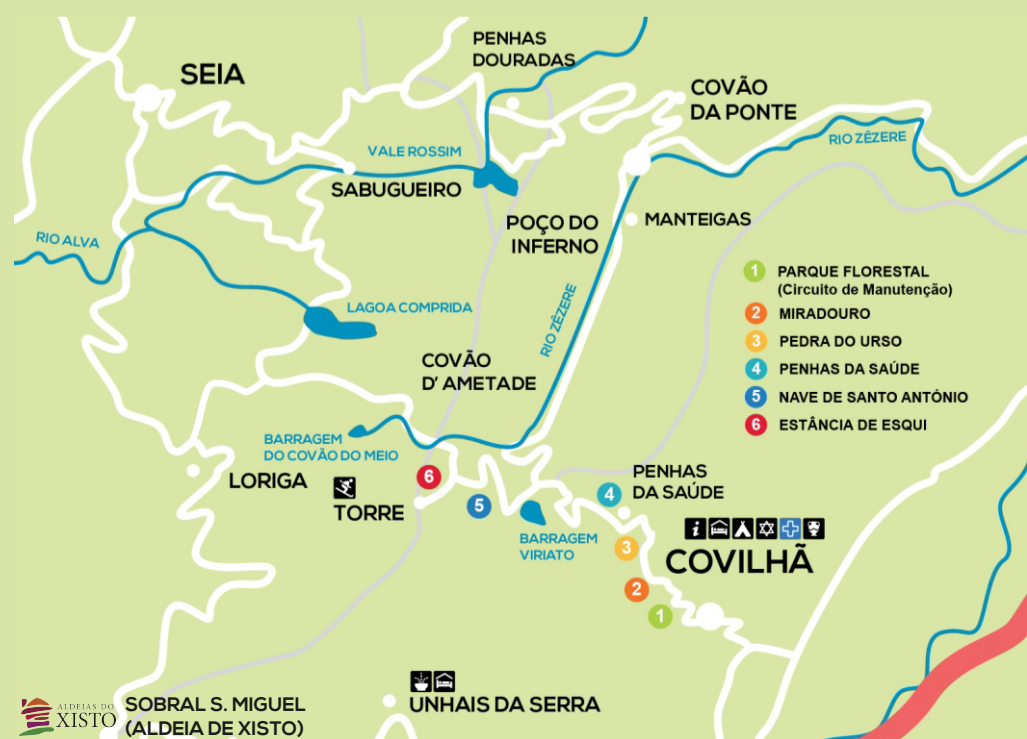 PENHAS
DOURADAS
SEIA
COVÃO
DA PONTE
RIO ZÊZERE
VALE ROSSIM
SABUGUEIRO
POÇO DO
INFERNO
MANTEIGAS
RIO ALVA
1 PARQUE FLORESTAL
(Circuito de Manutenção)
2 MIRADOURO
3 PEDRA DO URSO
4 PENHAS DA SAÚDE
5 NAVE DE SANTO ANTÓNIO
6 ESTÂNCIA DE ESQUI
LAGOA COMPRIDA
RIO ZÊZERE
COVÃO
D' AMETADE
BARRAGEM
DO COVÃO DO MEIO
LORIGA
6
TORRE
5
PENHAS
DA SAÚDE
4
BARRAGEM
VIRIATO
i
COVILHÃ
3
2
1
UNHAIS DA SERRA
ALDEIAS DO
XISTO
SOBRAL S. MIGUEL
(ALDEIA DE XISTO)